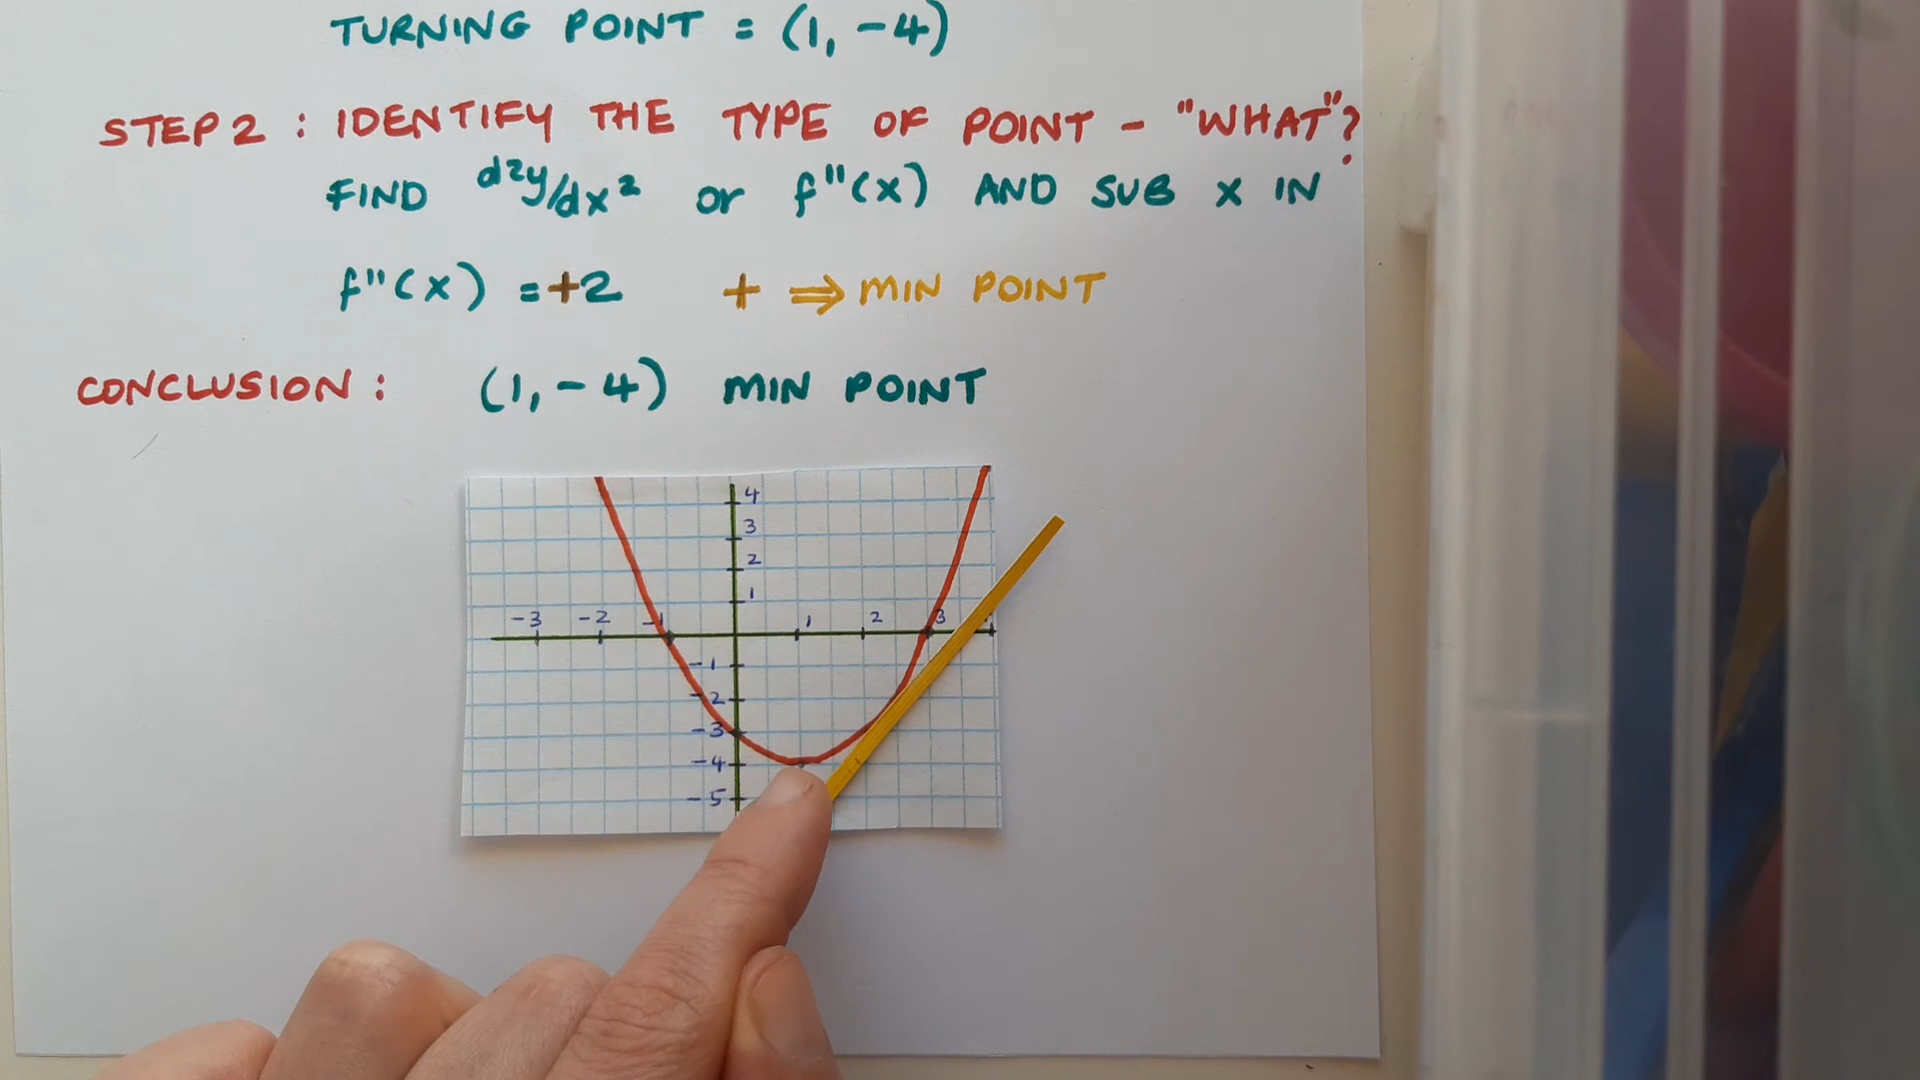 TURNING POINT = (1, -4)
STEP 2 : IDENTIFY THE TYPE OF POINT - "WHAT"?
FIND d²y/dx² or f''(x) AND SUB X IN
f''(x) = +2 + ⇒ MIN POINT
CONCLUSION : (1, -4) MIN POINT
4
3
2
1
-3 -2 -1 1 2 3
-1
-2
-3
-4
-5